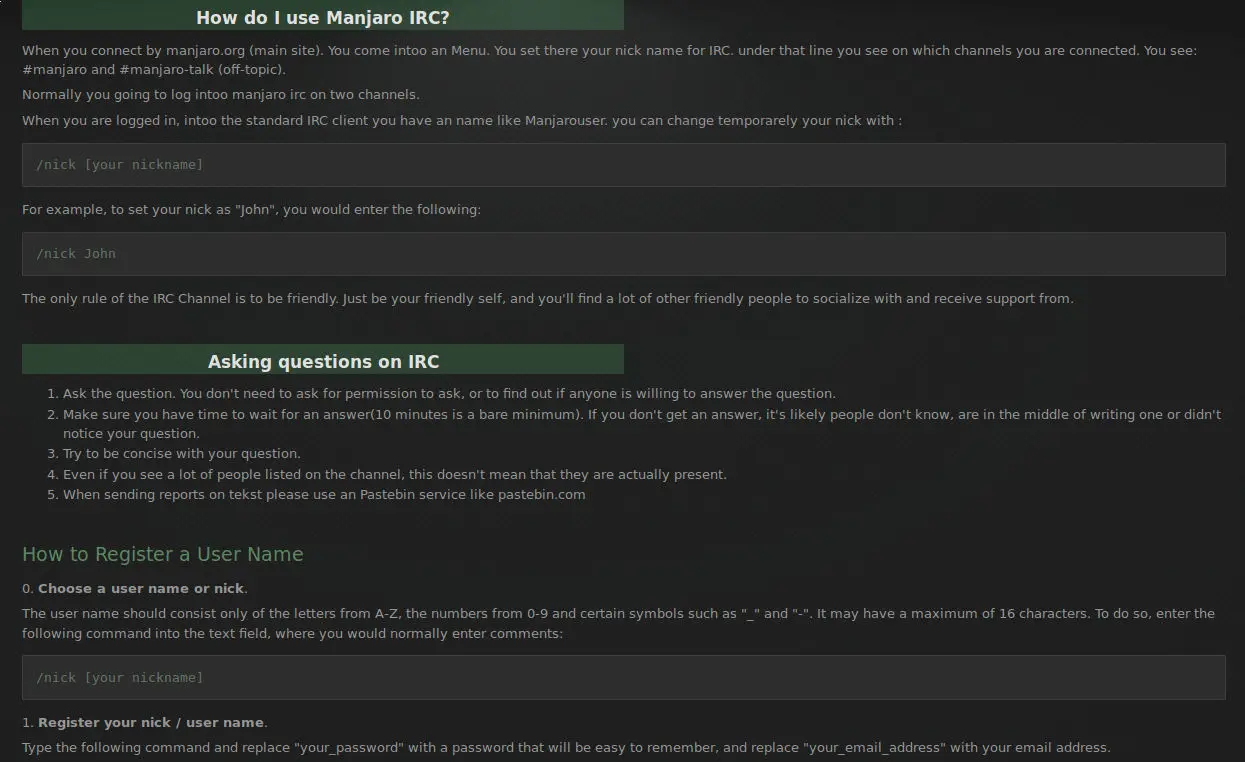 How do I use Manjaro IRC?
When you connect by manjaro.org (main site). You come intoo an Menu. You set there your nick name for IRC. under that line you see on which channels you are connected. You see:
#manjaro and #manjaro-talk (off-topic).
Normally you going to log intoo manjaro irc on two channels.
When you are logged in, intoo the standard IRC client you have an name like Manjarouser. you can change temporarely your nick with :
/nick [your nickname]
For example, to set your nick as "John", you would enter the following:
/nick John
The only rule of the IRC Channel is to be friendly. Just be your friendly self, and you'll find a lot of other friendly people to socialize with and receive support from.
Asking questions on IRC
1. Ask the question. You don't need to ask for permission to ask, or to find out if anyone is willing to answer the question.
2. Make sure you have time to wait for an answer(10 minutes is a bare minimum). If you don't get an answer, it's likely people don't know, are in the middle of writing one or didn't
notice your question.
3. Try to be concise with your question.
4. Even if you see a lot of people listed on the channel, this doesn't mean that they are actually present.
5. When sending reports on tekst please use an Pastebin service like pastebin.com
How to Register a User Name
0. Choose a user name or nick.
The user name should consist only of the letters from A-Z, the numbers from 0-9 and certain symbols such as "_" and "-". It may have a maximum of 16 characters. To do so, enter the
following command into the text field, where you would normally enter comments:
/nick [your nickname]
1. Register your nick / user name.
Type the following command and replace "your_password" with a password that will be easy to remember, and replace "your_email_address" with your email address.